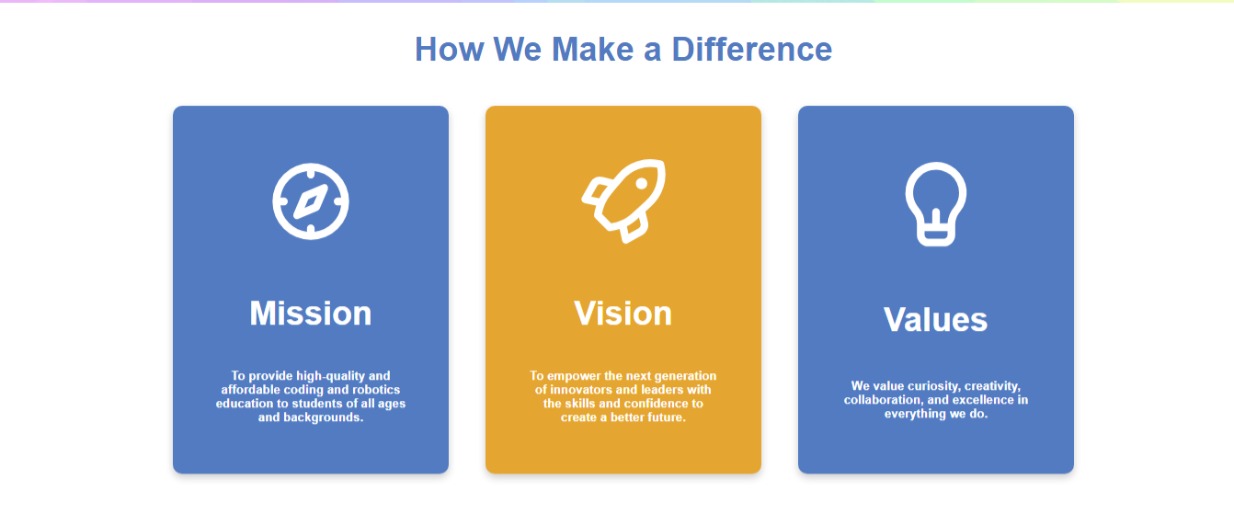 How We Make a Difference
Mission
To provide high-quality and
affordable coding and robotics
education to students of all ages
and backgrounds.
Vision
To empower the next generation
of innovators and leaders with
the skills and confidence to
create a better future.
Values
We value curiosity, creativity,
collaboration, and excellence in
everything we do.